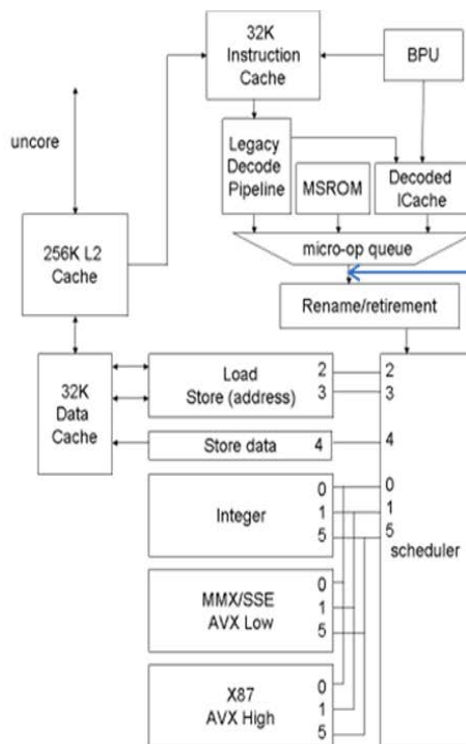 32K
Instruction
Cache
BPU
uncore
Legacy
Decode
Pipeline
MSROM
Decoded
ICache
256K L2
Cache
micro-op queue
Rename/retirement
32K
Data
Cache
Load
Store (address)
2
3
2
3
Store data
4
4
Integer
0
1
5
0
1
5
scheduler
MMX/SSE
AVX Low
0
1
5
X87
AVX High
0
1
5